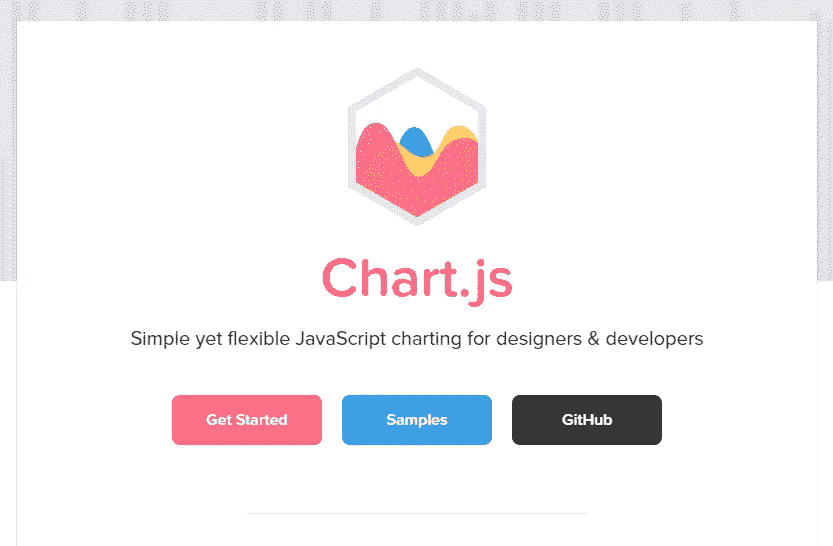 Chart.js
Simple yet flexible JavaScript charting for designers & developers
Get Started
Samples
GitHub